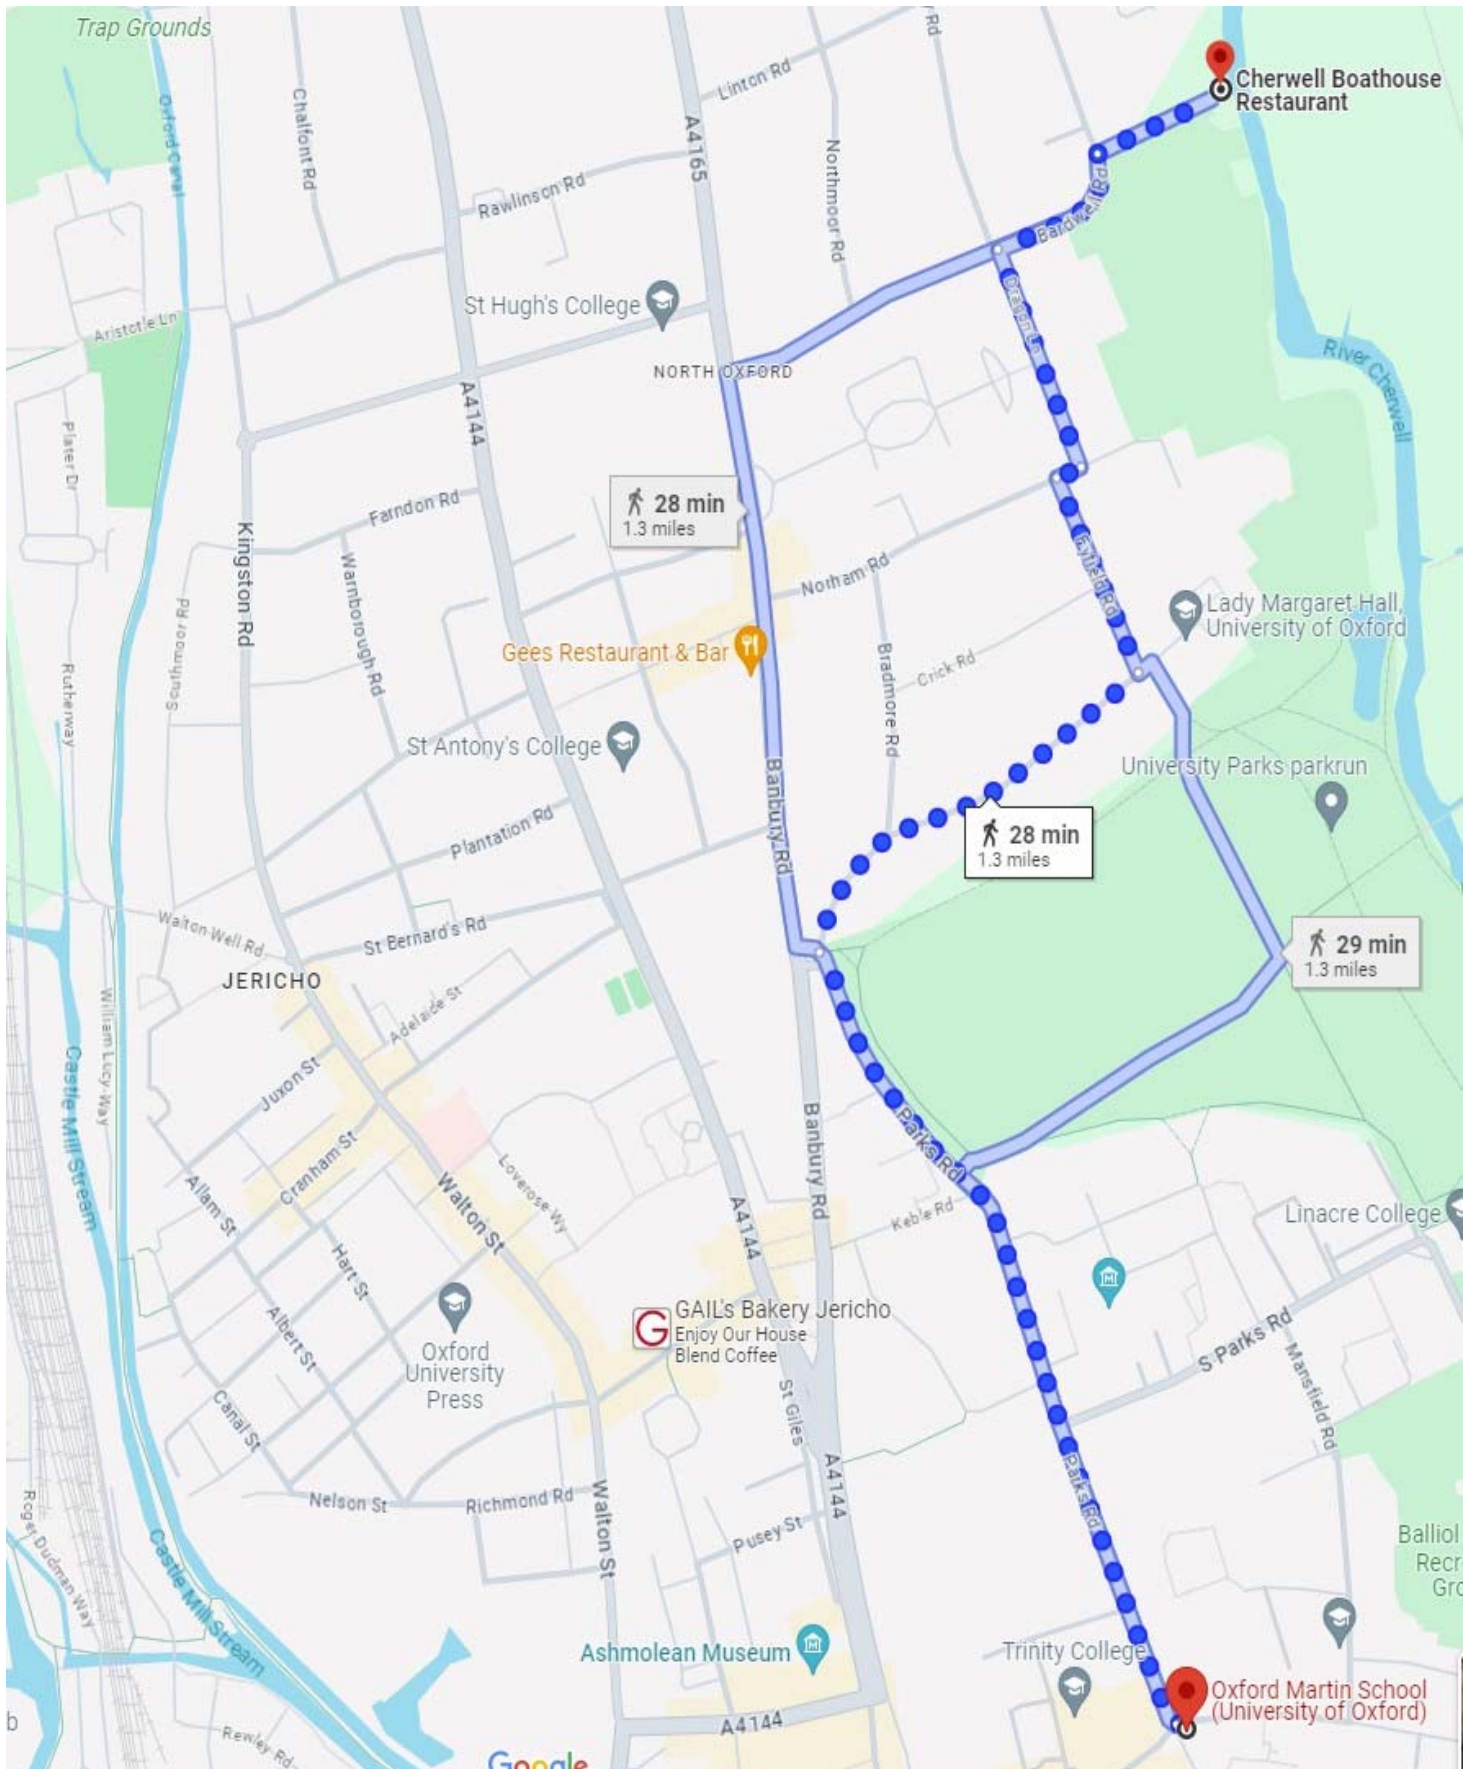 Trap Grounds
Cherwell Boathouse
Restaurant
Linton Rd
Rd
Oxford Canal
Chalfont Rd
A4165
Northmoor Rd
Rawlinson Rd
Bardwell Rd
St Hugh's College
Dragon Ln
Aristotle Ln
NORTH OXFORD
River Cherwell
A4144
Plater Dr
28 min
1.3 miles
Farndon Rd
Kingston Rd
Warnborough Rd
Norham Rd
Fyfield Rd
Southmoor Rd
Lady Margaret Hall,
University of Oxford
Gees Restaurant & Bar
Rutherway
Bradmore Rd
Crick Rd
St Antony's College
Banbury Rd
University Parks parkrun
Plantation Rd
28 min
1.3 miles
Walton Well Rd
St Bernard's Rd
29 min
1.3 miles
JERICHO
William Lucy Way
Adelaide St
Castle Mill Stream
Juxon St
Banbury Rd
Parks Rd
Cranham St
Loverose Wy
Allam St
Walton St
A4144
Keble Rd
Linacre College
Hart St
GAIL's Bakery Jericho
Enjoy Our House
Blend Coffee
Albert St
Oxford
University
Press
S Parks Rd
Mansfield Rd
Canal St
St Giles
Parks Rd
A4144
Nelson St
Richmond Rd
Walton St
Pusey St
Roger Dudman Way
Balliol
Recr
Gro
Castle Mill Stream
Ashmolean Museum
Trinity College
Oxford Martin School
(University of Oxford)
b
A4144
Rewley Rd
Google